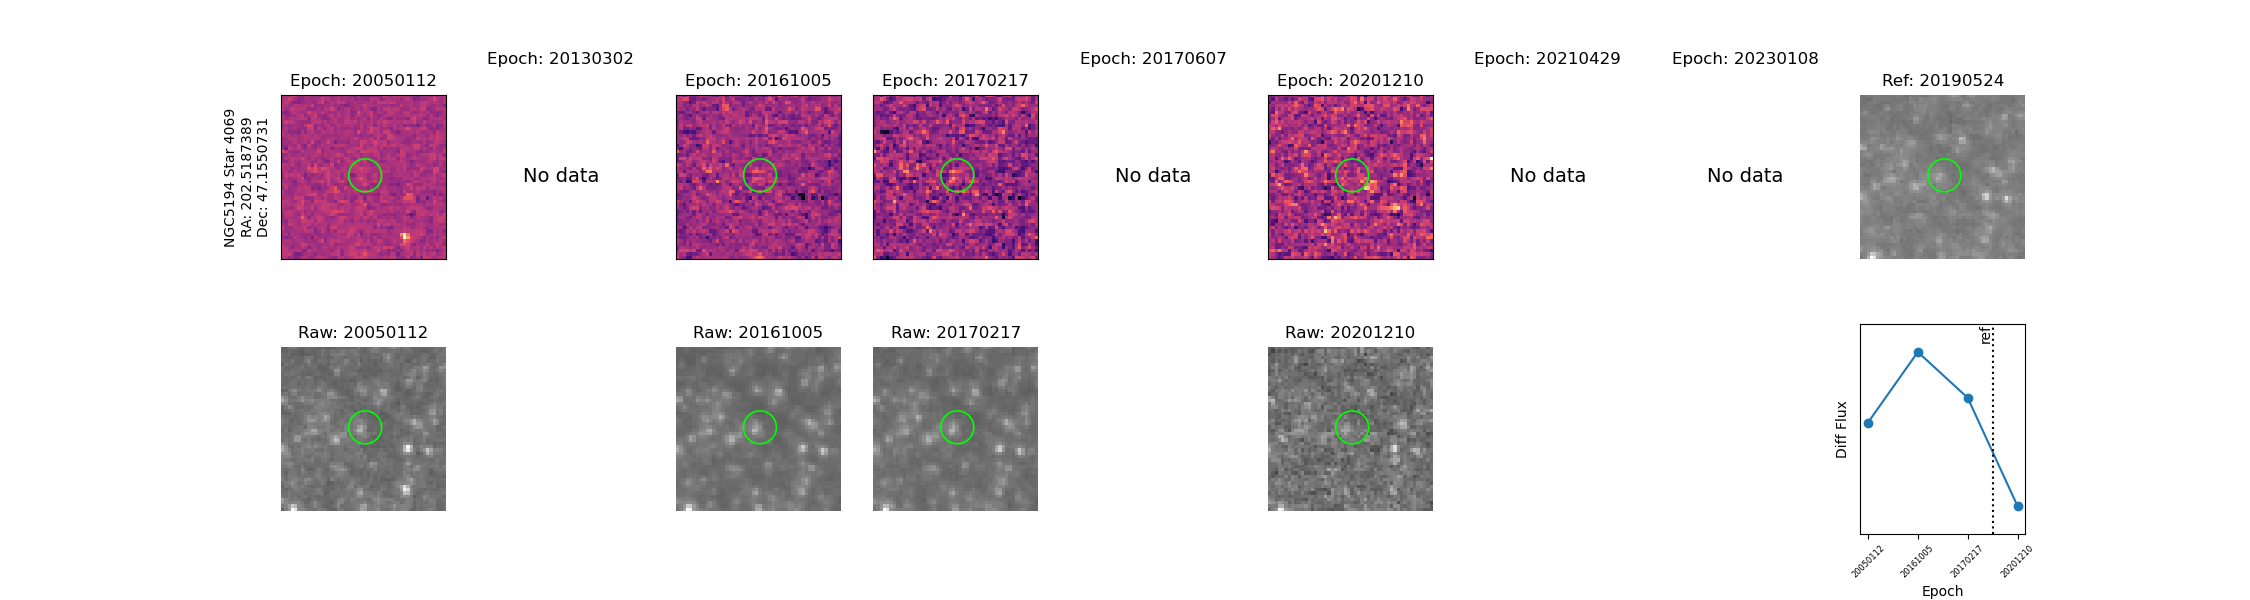 Epoch: 20130302
Epoch: 20170607
Epoch: 20210429
Epoch: 20230108
Epoch: 20050112
Epoch: 20161005
Epoch: 20170217
Epoch: 20201210
Ref: 20190524
NGC5194 Star 4069
RA: 202.5187389
Dec: 47.1550731
No data
No data
No data
No data
Raw: 20050112
Raw: 20161005
Raw: 20170217
Raw: 20201210
ref
Diff Flux
20050112
20161005
20170217
20201210
Epoch